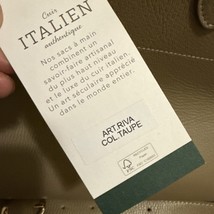 Cuir
ITALIEN
authentique
Nos sacs à main
combinent un
savoir-faire artisanal
du plus haut niveau
et le luxe du cuir italien.
Un art séculaire apprécié
dans le monde entier.
ART.RIVA
COL.TAUPE
FSC